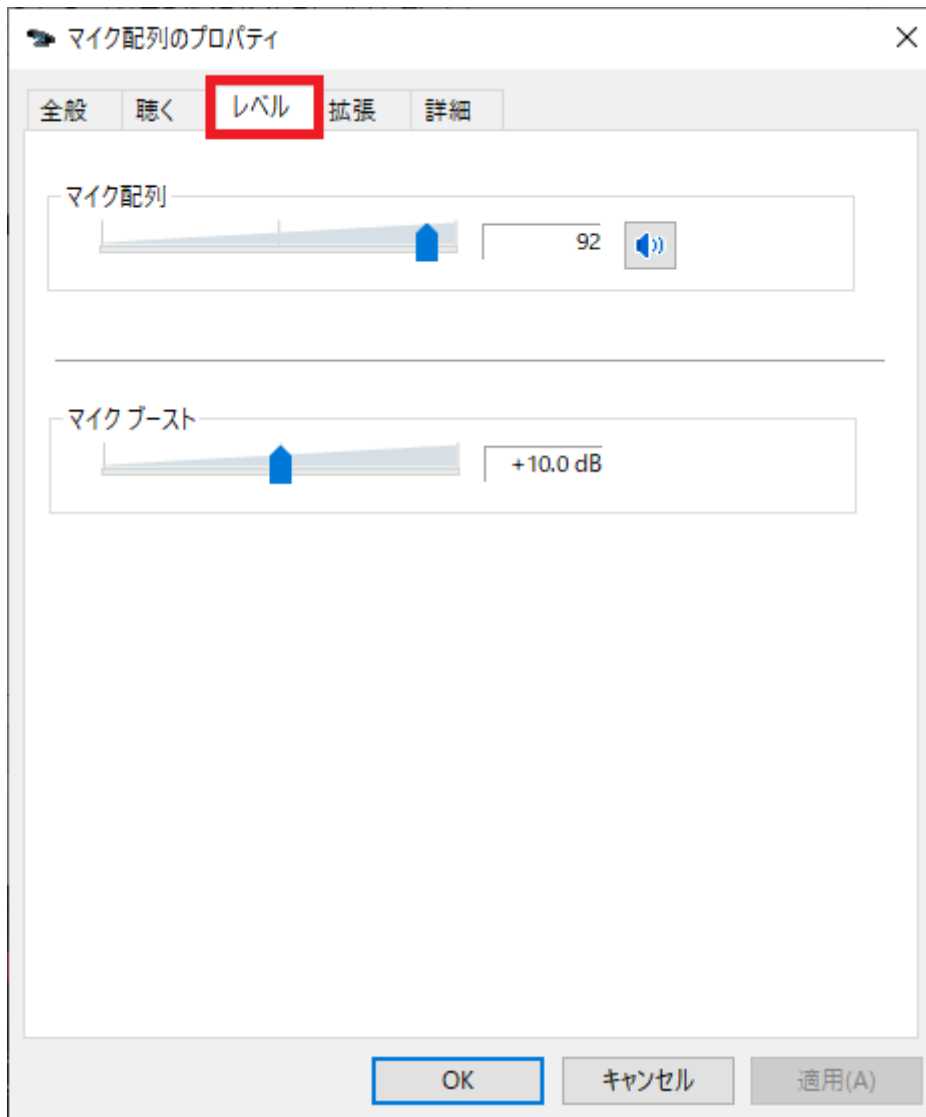 マイク配列のプロパティ
全般 聴く レベル 拡張 詳細
マイク配列
92
マイク ブースト
+10.0 dB
OK キャンセル 適用(A)